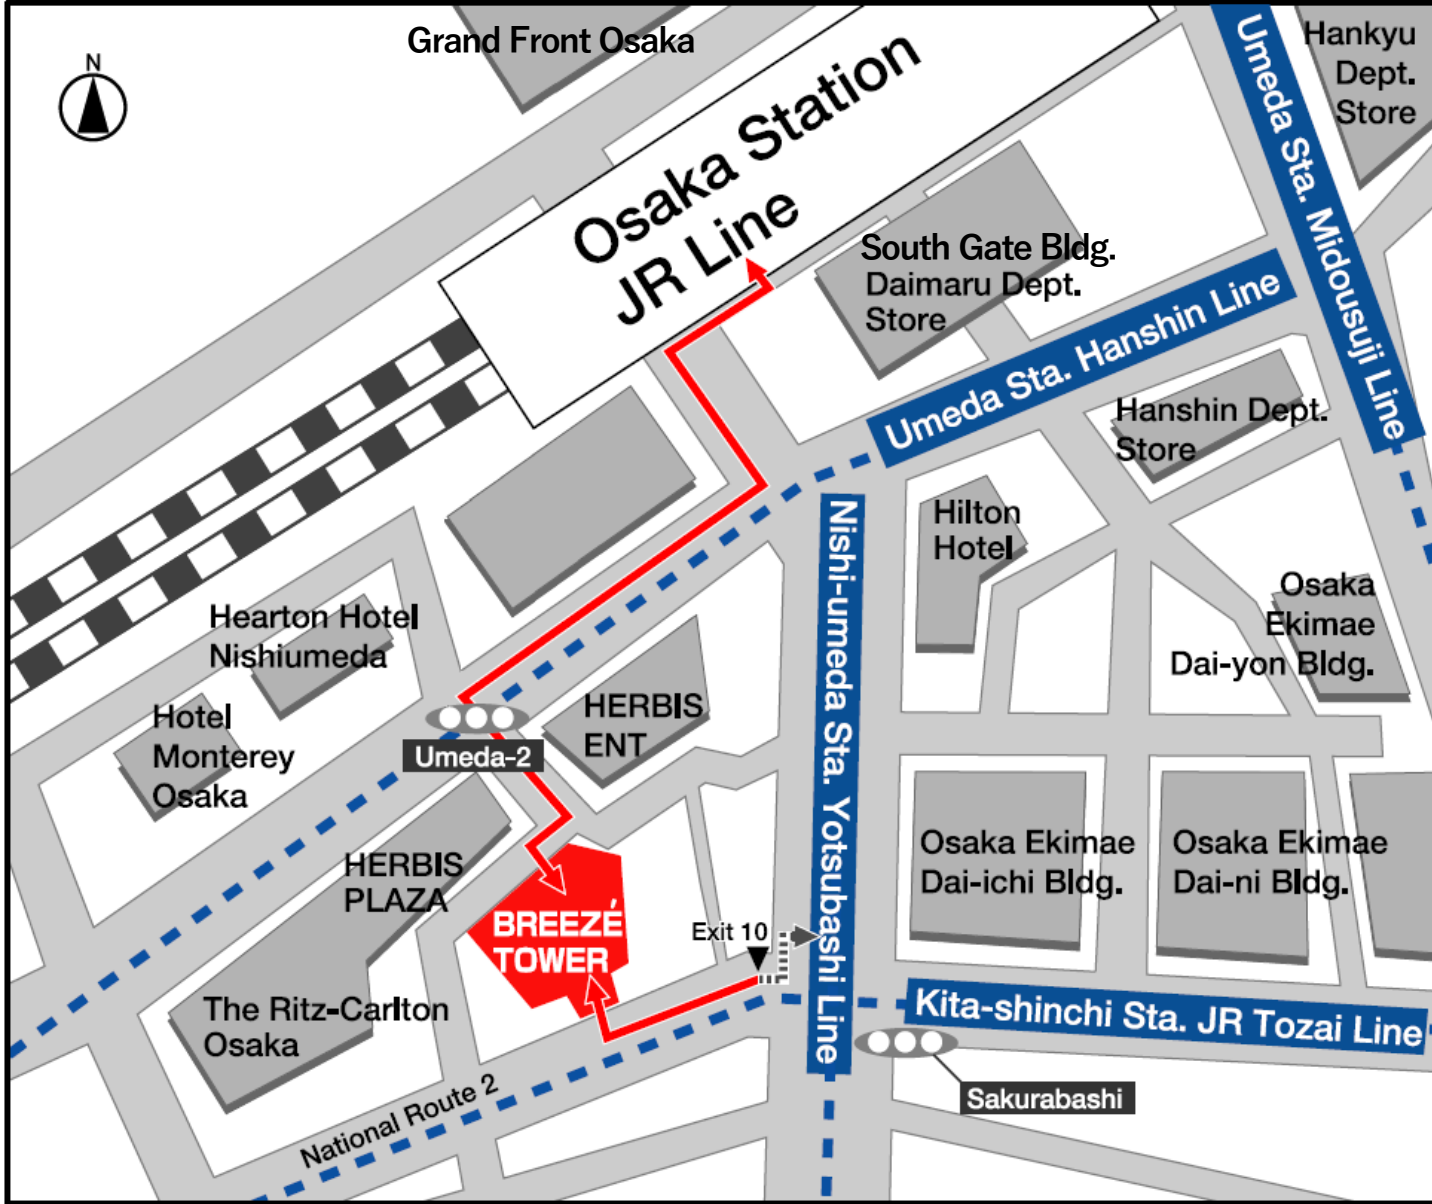 Grand Front Osaka
N
Osaka Station
JR Line
Hankyu
Dept.
Store
Umeda Sta. Midousuji Line
South Gate Bldg.
Daimaru Dept.
Store
Umeda Sta. Hanshin Line
Hanshin Dept.
Store
Hilton
Hotel
Nishi-umeda Sta. Yotsubashi Line
Osaka
Ekimae
Dai-yon Bldg.
Hearton Hotel
Nishiumeda
Hotel
Monterey
Osaka
HERBIS
ENT
Umeda-2
HERBIS
PLAZA
Osaka Ekimae
Dai-ichi Bldg.
Osaka Ekimae
Dai-ni Bldg.
BREEZÉ
TOWER
Exit 10
The Ritz-Carlton
Osaka
Kita-shinchi Sta. JR Tozai Line
Sakurabashi
National Route 2